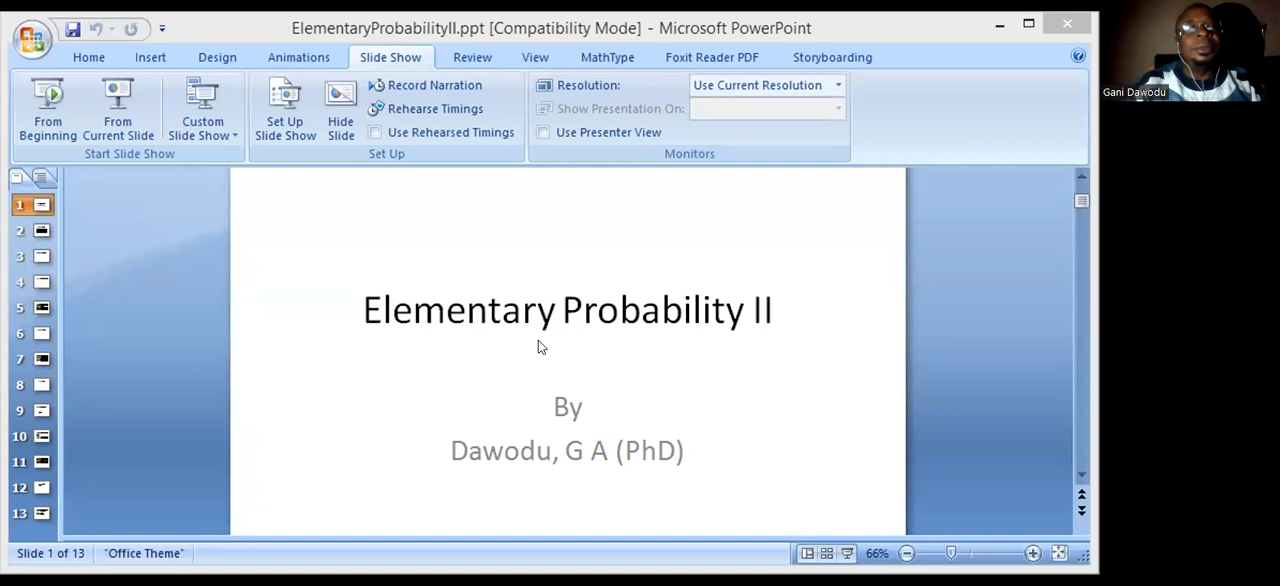 ElementaryProbabilityII.ppt [Compatibility Mode] - Microsoft PowerPoint
Home Insert Design Animations Slide Show Review View MathType Foxit Reader PDF Storyboarding
From Beginning
From Current Slide
Custom Slide Show
Start Slide Show
Set Up Slide Show
Hide Slide
Record Narration
Rehearse Timings
Use Rehearsed Timings
Set Up
Resolution: Use Current Resolution
Show Presentation On:
Use Presenter View
Monitors
Gani Dawodu
1
2
3
4
5
6
7
8
9
10
11
12
13
Elementary Probability II
By
Dawodu, G A (PhD)
Slide 1 of 13 "Office Theme" 66%